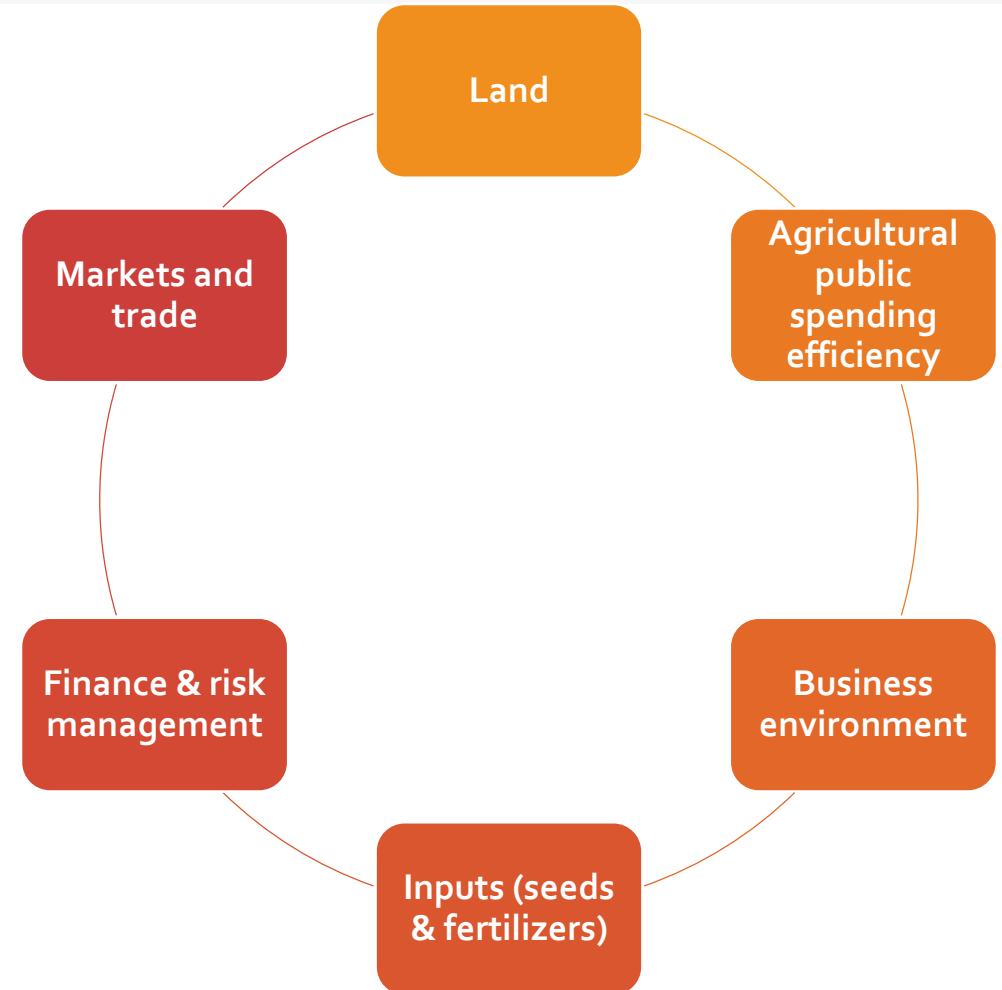 Land
Agricultural
public
spending
efficiency
Business
environment
Inputs (seeds
& fertilizers)
Finance & risk
management
Markets and
trade